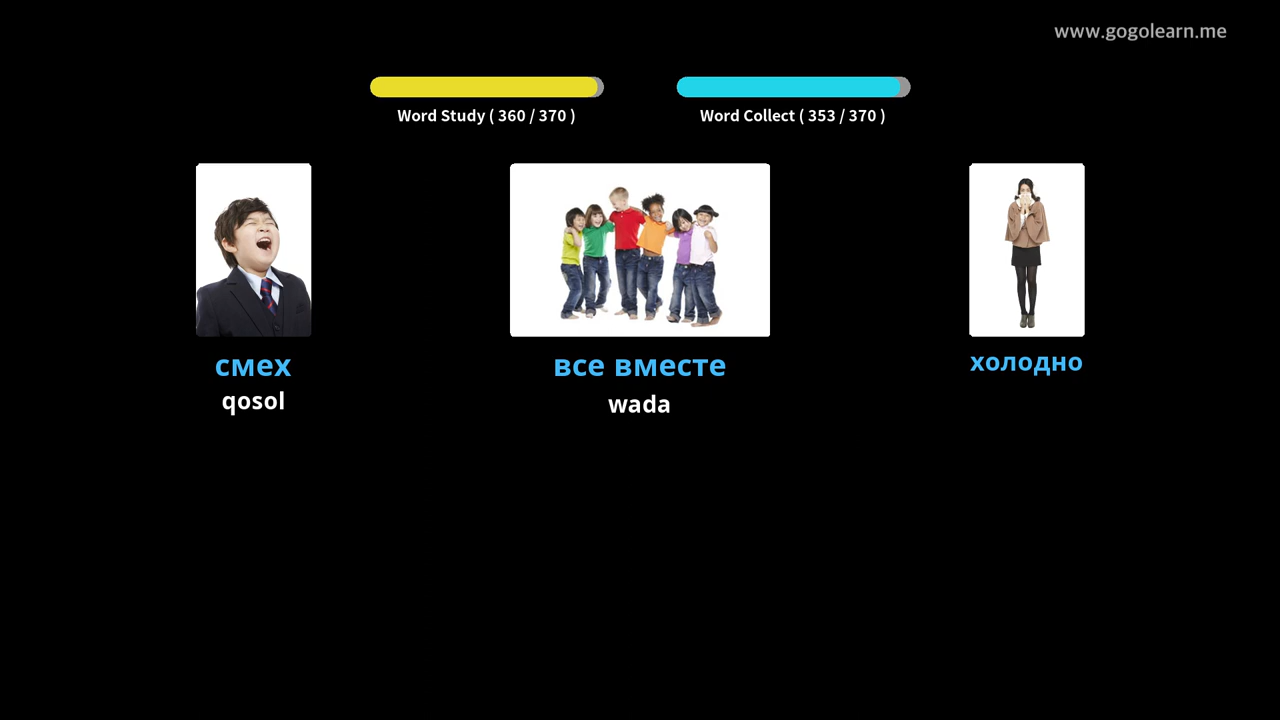 www.gogolearn.me
Word Study ( 360 / 370 )
Word Collect ( 353 / 370 )
смех
qosol
все вместе
wada
холодно